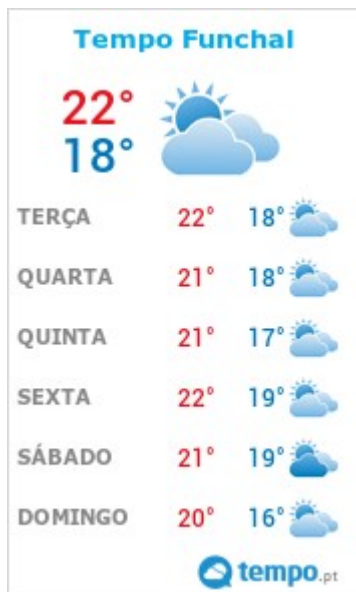 Tempo Funchal
22°
18°
TERÇA 22° 18°
QUARTA 21° 18°
QUINTA 21° 17°
SEXTA 22° 19°
SÁBADO 21° 19°
DOMINGO 20° 16°
tempo.pt